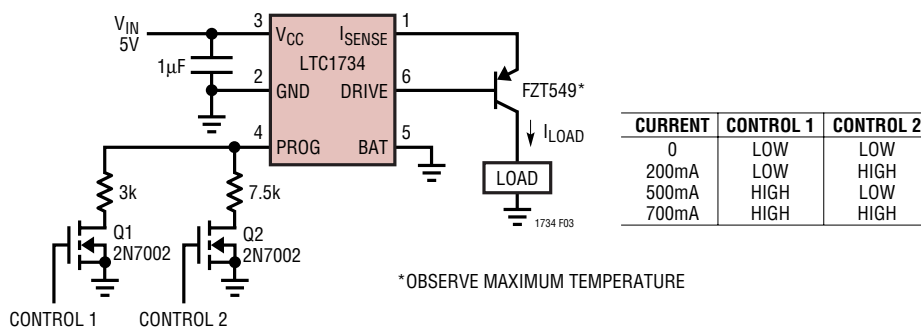 VIN
5V
1µF
3
VCC
2
GND
4
PROG
LTC1734
ISENSE
1
DRIVE
6
BAT
5
FZT549*
ILOAD
LOAD
1734 F03
3k
7.5k
Q1
2N7002
Q2
2N7002
CONTROL 1
CONTROL 2
CURRENT CONTROL 1 CONTROL 2
0 LOW LOW
200mA LOW HIGH
500mA HIGH LOW
700mA HIGH HIGH
*OBSERVE MAXIMUM TEMPERATURE